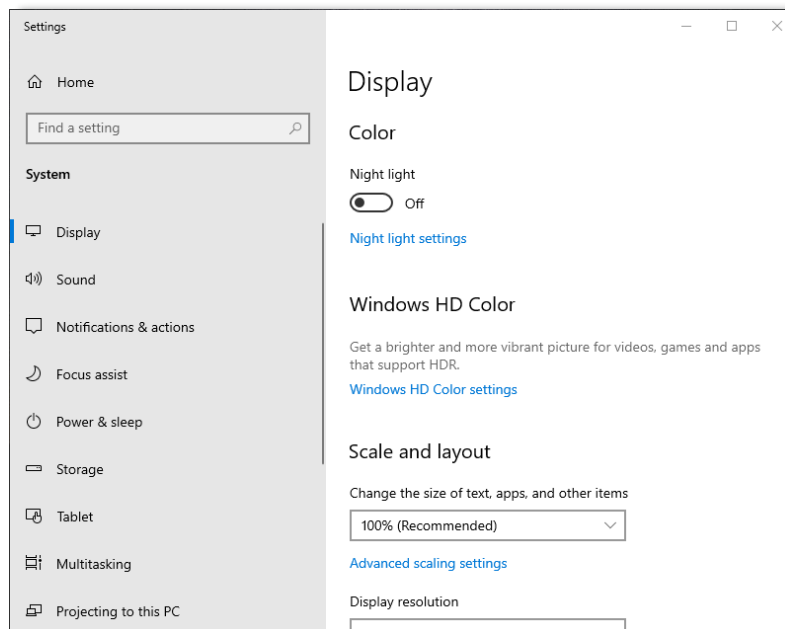 Settings
Home
Find a setting
System
Display
Sound
Notifications & actions
Focus assist
Power & sleep
Storage
Tablet
Multitasking
Projecting to this PC
Display
Color
Night light
Off
Night light settings
Windows HD Color
Get a brighter and more vibrant picture for videos, games and apps
that support HDR.
Windows HD Color settings
Scale and layout
Change the size of text, apps, and other items
100% (Recommended)
Advanced scaling settings
Display resolution